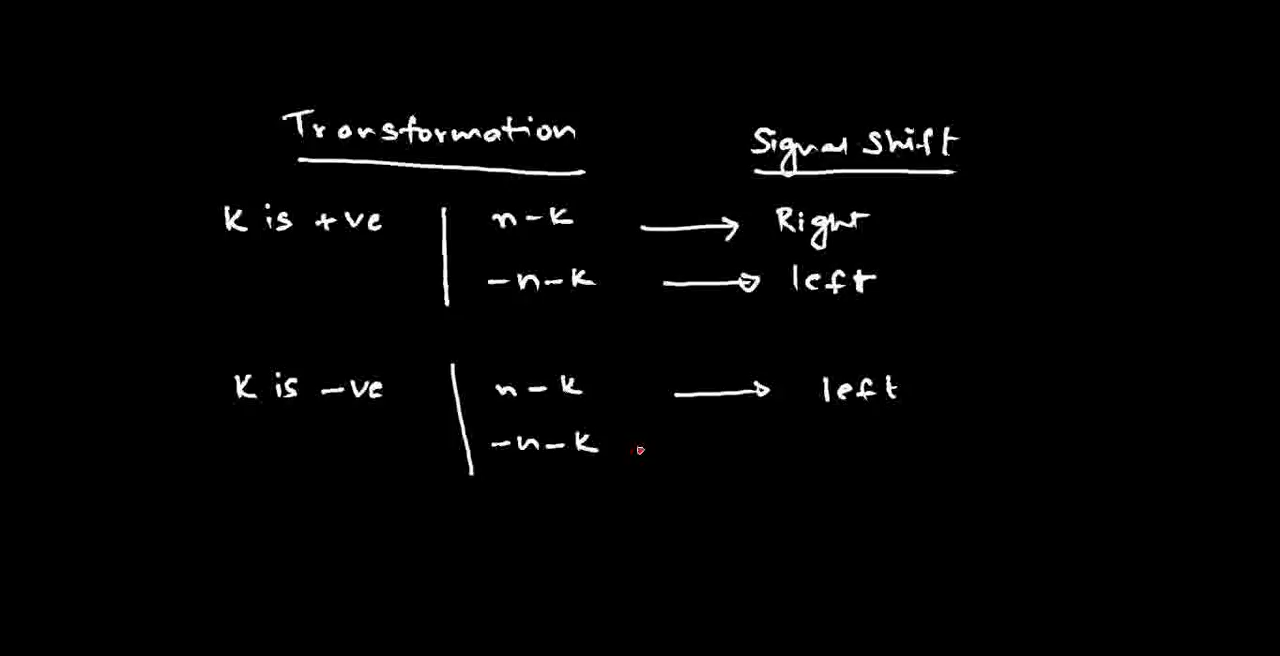 Transformation Signal Shift
K is +ve | n-K → Right
-n-K → left
K is -ve | n-K → left
-n-K